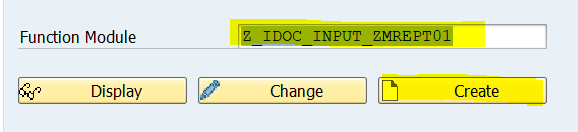 Function Module Z_IDOC_INPUT_ZMREPT01
Display Change Create